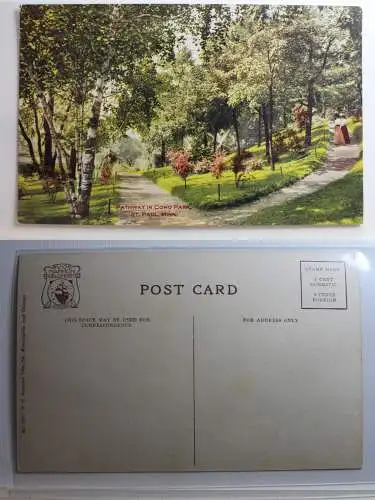 PATHWAY IN COMO PARK,
ST. PAUL, MINN.
POST CARD
STAMP HERE
1 CENT
DOMESTIC
2 CENTS
FOREIGN
THIS SPACE MAY BE USED FOR
CORRESPONDENCE
FOR ADDRESS ONLY